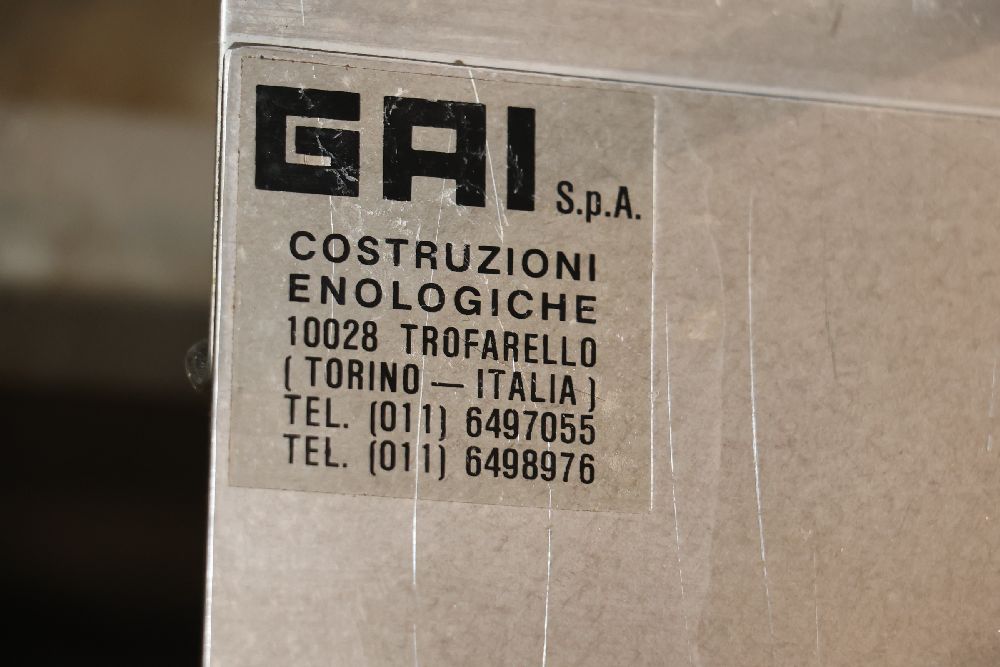 GAI S.p.A.
COSTRUZIONI
ENOLOGICHE
10028 TROFARELLO
(TORINO — ITALIA)
TEL. (011) 6497055
TEL. (011) 6498976